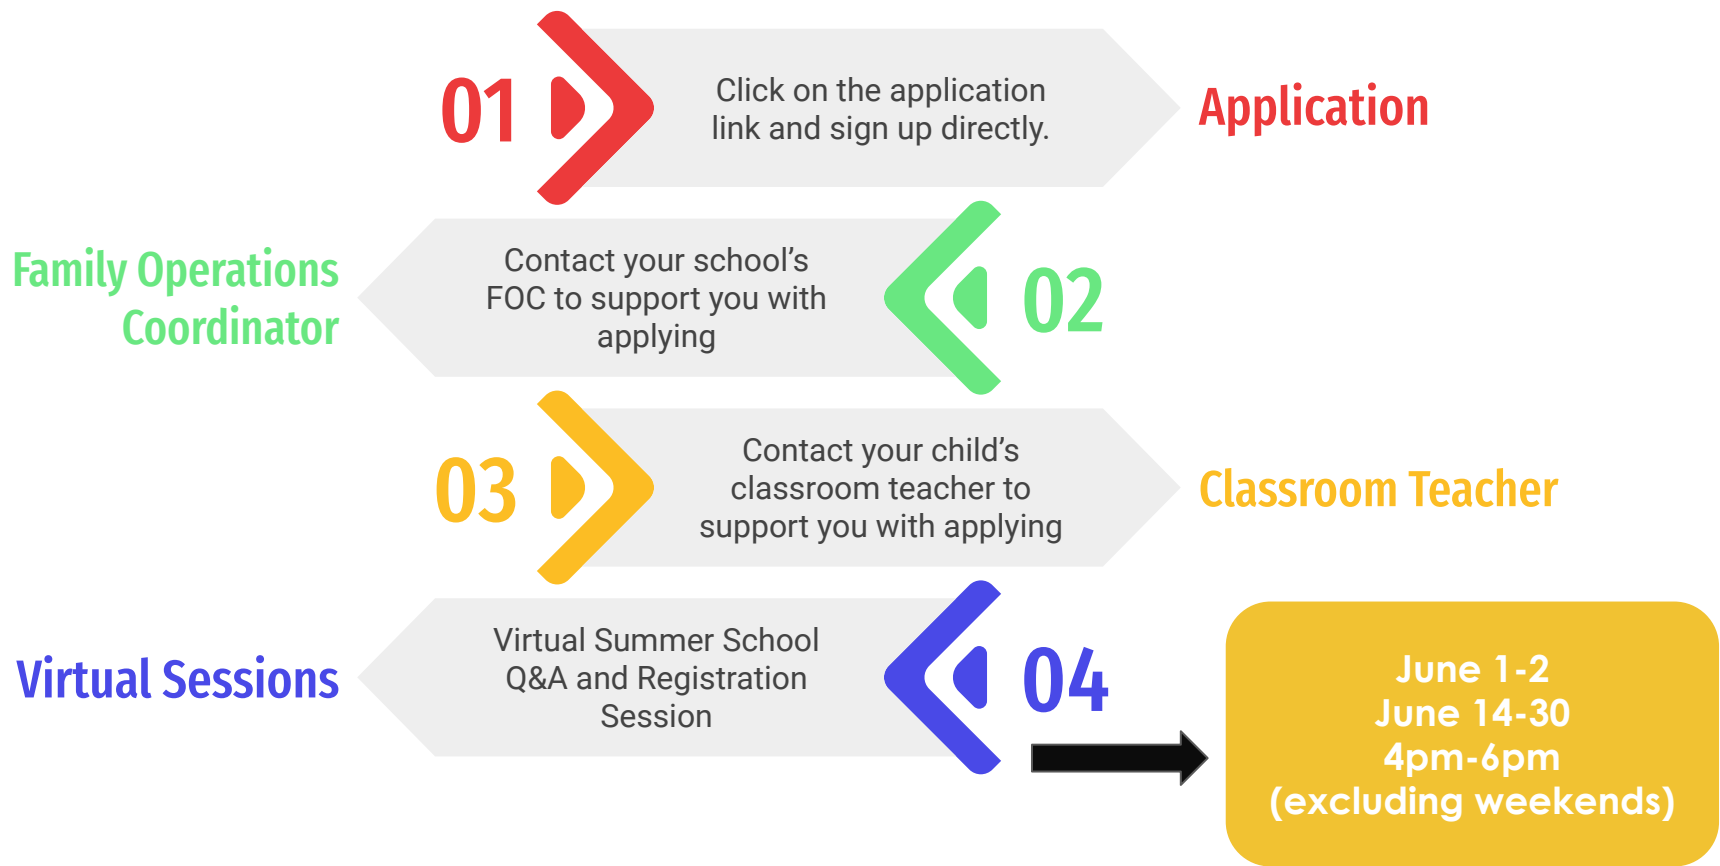 01
Click on the application
link and sign up directly.
Application
Family Operations
Coordinator
Contact your school’s
FOC to support you with
applying
02
03
Contact your child’s
classroom teacher to
support you with applying
Classroom Teacher
Virtual Sessions
Virtual Summer School
Q&A and Registration
Session
04
June 1-2
June 14-30
4pm-6pm
(excluding weekends)